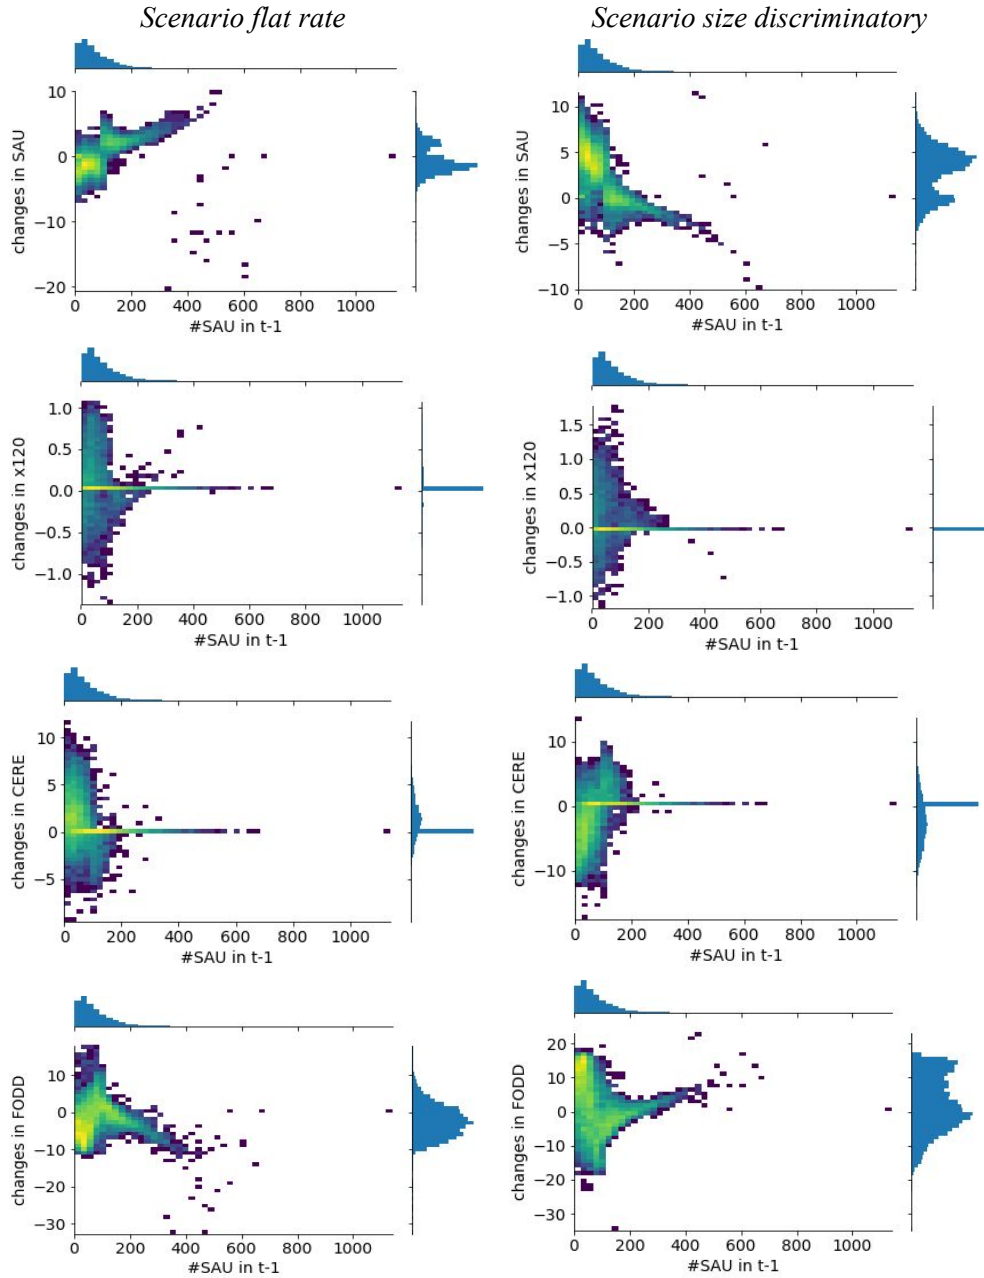 Scenario flat rate
Scenario size discriminatory
10
0
−10
−20
changes in SAU
0 200 400 600 800 1000
#SAU in t-1
10
5
0
−5
−10
changes in SAU
0 200 400 600 800 1000
#SAU in t-1
1.0
0.5
0.0
−0.5
−1.0
changes in x120
0 200 400 600 800 1000
#SAU in t-1
1.5
1.0
0.5
0.0
−0.5
−1.0
changes in x120
0 200 400 600 800 1000
#SAU in t-1
10
5
0
−5
changes in CERE
0 200 400 600 800 1000
#SAU in t-1
10
0
−10
changes in CERE
0 200 400 600 800 1000
#SAU in t-1
10
0
−10
−20
−30
changes in FODD
0 200 400 600 800 1000
#SAU in t-1
20
10
0
−10
−20
−30
changes in FODD
0 200 400 600 800 1000
#SAU in t-1